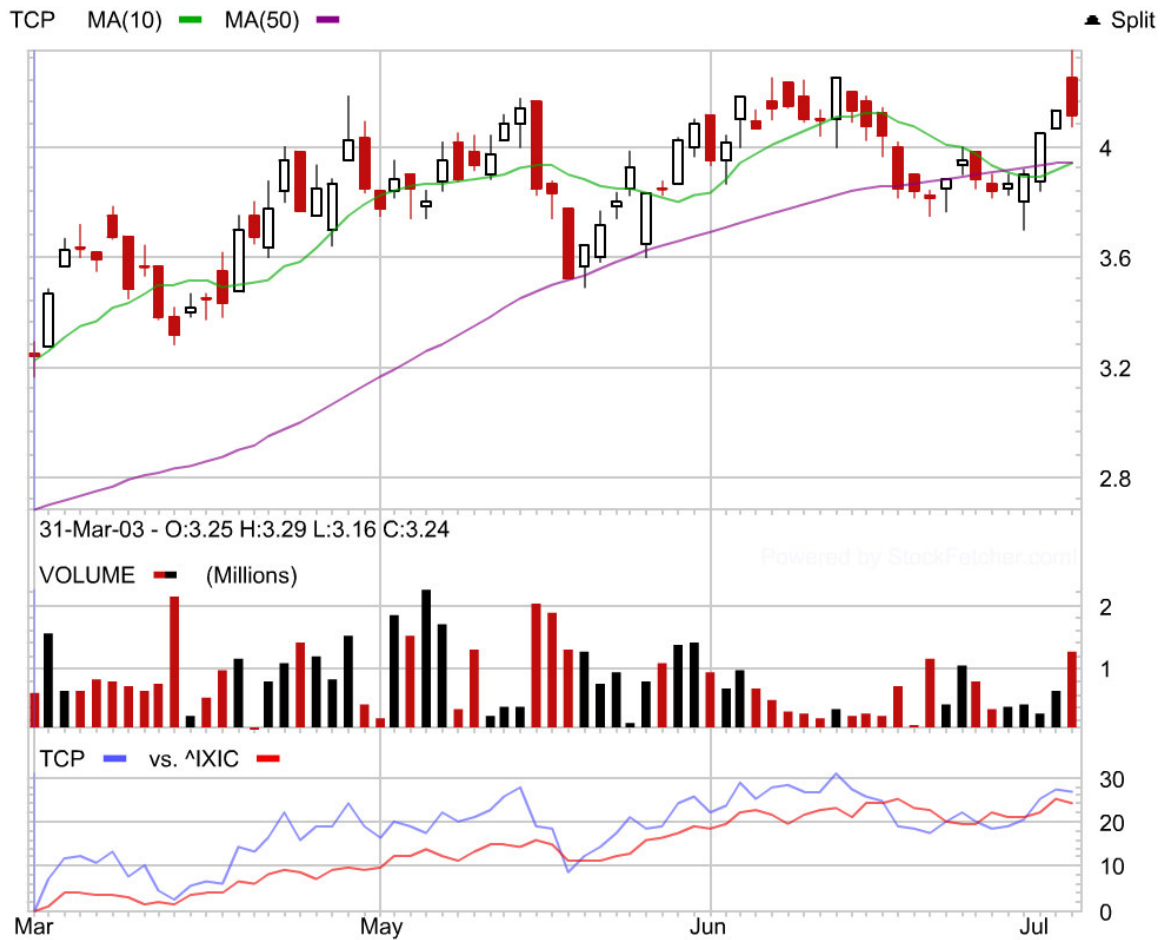 TCP MA(10) MA(50) Split
4
3.6
3.2
2.8
31-Mar-03 - O:3.25 H:3.29 L:3.16 C:3.24
Powered by StockFetcher.com!
VOLUME (Millions)
2
1
TCP vs. ^IXIC
30
20
10
0
Mar May Jun Jul